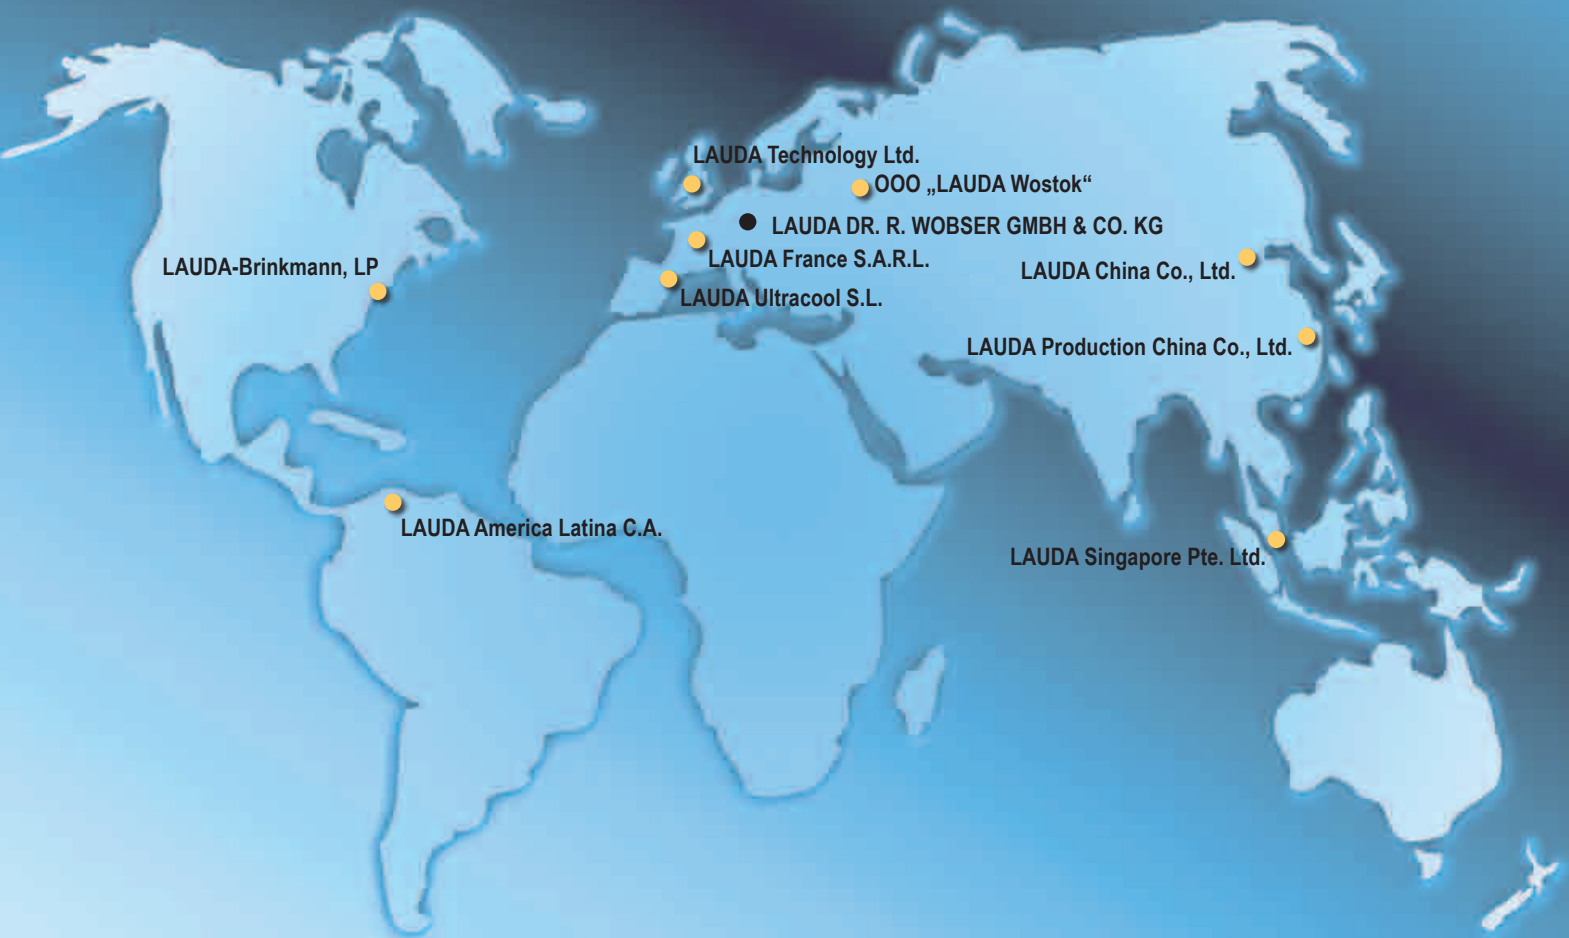 LAUDA Technology Ltd.
OOO „LAUDA Wostok“
LAUDA DR. R. WOBSER GMBH & CO. KG
LAUDA France S.A.R.L.
LAUDA-Brinkmann, LP
LAUDA China Co., Ltd.
LAUDA Ultracool S.L.
LAUDA Production China Co., Ltd.
LAUDA America Latina C.A.
LAUDA Singapore Pte. Ltd.